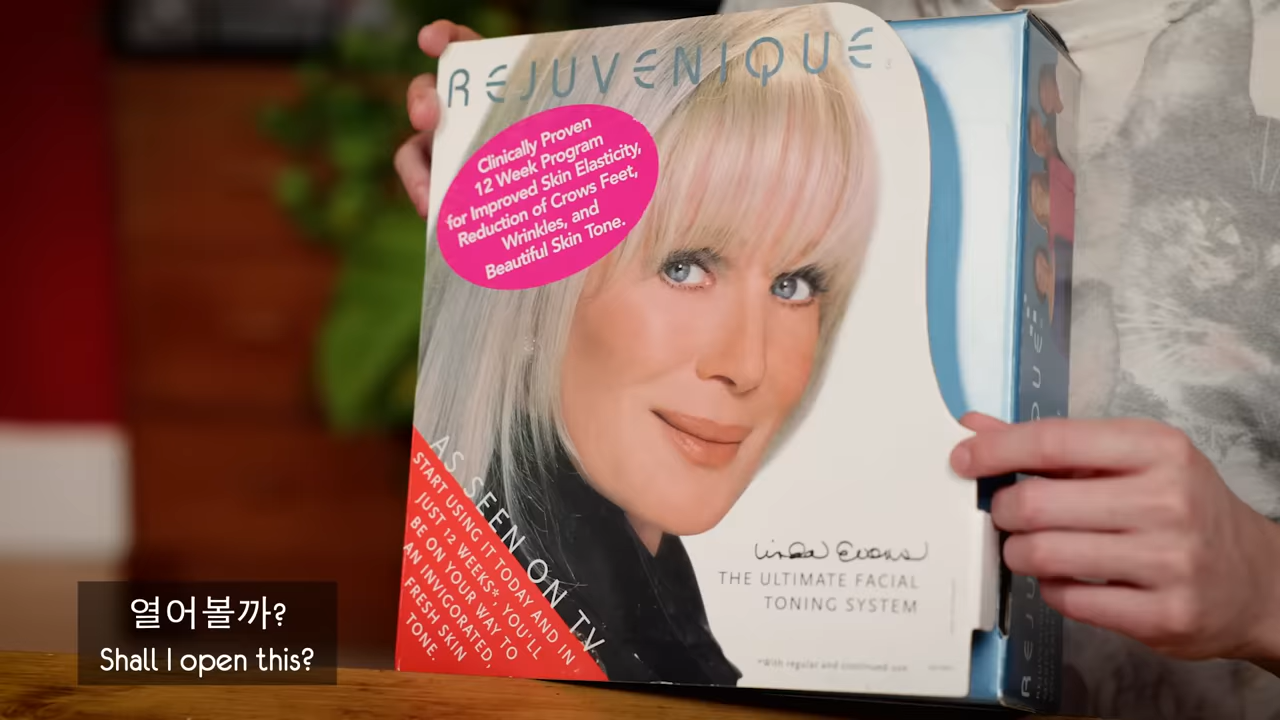 REJUVENIQUE
Clinically Proven
12 Week Program
for Improved Skin Elasticity,
Reduction of Crows Feet,
Wrinkles, and
Beautiful Skin Tone.
AS SEEN ON TV
START USING IT TODAY AND IN
JUST 12 WEEKS*, YOU'LL
BE ON YOUR WAY TO
AN INVIGORATED,
FRESH SKIN
TONE.
Linda Evans
THE ULTIMATE FACIAL
TONING SYSTEM
*With regular and continued use
열어볼까?
Shall I open this?